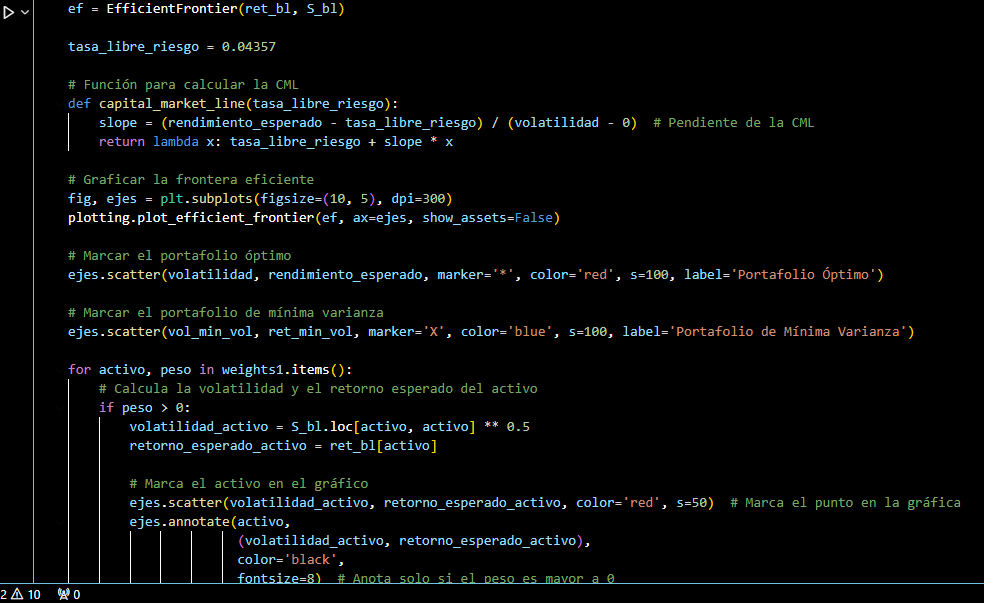 ef = EfficientFrontier(ret_bl, S_bl)
tasa_libre_riesgo = 0.04357
# Función para calcular la CML
def capital_market_line(tasa_libre_riesgo):
    slope = (rendimiento_esperado - tasa_libre_riesgo) / (volatilidad - 0)  # Pendiente de la CML
    return lambda x: tasa_libre_riesgo + slope * x
# Graficar la frontera eficiente
fig, ejes = plt.subplots(figsize=(10, 5), dpi=300)
plotting.plot_efficient_frontier(ef, ax=ejes, show_assets=False)
# Marcar el portafolio óptimo
ejes.scatter(volatilidad, rendimiento_esperado, marker='*', color='red', s=100, label='Portafolio Óptimo')
# Marcar el portafolio de mínima varianza
ejes.scatter(vol_min_vol, ret_min_vol, marker='X', color='blue', s=100, label='Portafolio de Mínima Varianza')
for activo, peso in weights1.items():
    # Calcula la volatilidad y el retorno esperado del activo
    if peso > 0:
        volatilidad_activo = S_bl.loc[activo, activo] ** 0.5
        retorno_esperado_activo = ret_bl[activo]
        # Marca el activo en el gráfico
        ejes.scatter(volatilidad_activo, retorno_esperado_activo, color='red', s=50)  # Marca el punto en la gráfica
        ejes.annotate(activo,
                      (volatilidad_activo, retorno_esperado_activo),
                      color='black',
                      fontsize=8)  # Anota solo si el peso es mayor a 0
2 10 0